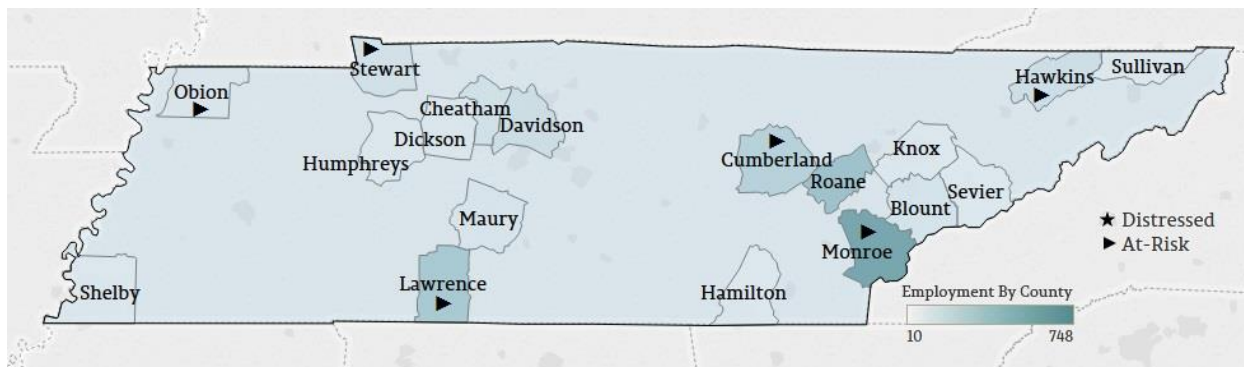 Stewart
Obion
Cheatham
Davidson
Dickson
Humphreys
Hawkins
Sullivan
Cumberland
Knox
Roane
Sevier
Blount
Maury
Monroe
Lawrence
Shelby
Hamilton
Distressed
At-Risk
Employment By County
10 748